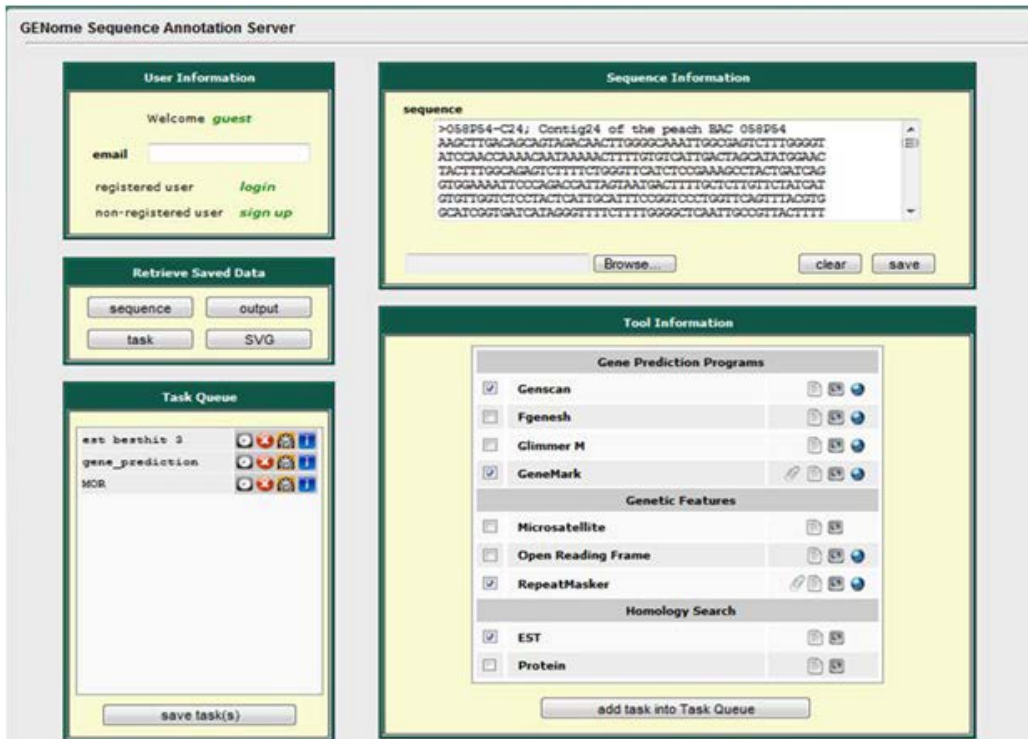 GENome Sequence Annotation Server
User Information
Welcome guest
email
registered user login
non-registered user sign up
Retrieve Saved Data
sequence output
task SVG
Task Queue
est besthit 3
gene_prediction
MOR
save task(s)
Sequence Information
sequence
>058P54-C24; Contig24 of the peach BAC 058P54
AAGCTTGACAGCAGTAGACAACTTGGGGCAAATTGGCGAGTCTTTGGGGT
ATCCAACCAAAACAATAAAAACTTTTGTGTCATTGACTAGCATATGGAAC
TACTTTGGCAGAGTCTTTTCTGGGTTCATCTCCGAAAGCCTACTGATCAG
GTGGAAAATTCCCAGACCATTAGTAATGACTTTTGCTCTTGTTCTATCAT
GTGTTGGTCTCCTACTCATTGCATTTCCGGTCCCTGGTTCAGTTTACGTG
GCATCGGTGATCATAGGGTTTTCTTTTGGGGCTCAATTGCCGTTACTTTT
Browse... clear save
Tool Information
Gene Prediction Programs
Genscan
Fgenesh
Glimmer M
GeneMark
Genetic Features
Microsatellite
Open Reading Frame
RepeatMasker
Homology Search
EST
Protein
add task into Task Queue